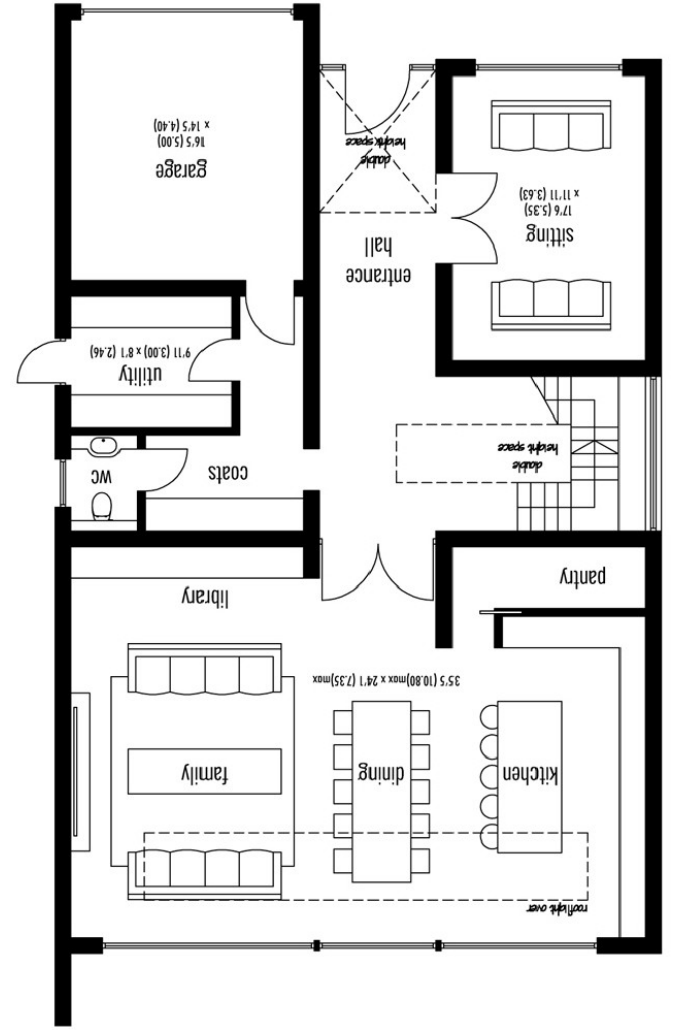 rooflight over
kitchen
dining
family
35'5 (10.80)max x 24'1 (7.35)max
library
pantry
double
height space
coats
WC
utility
9'11 (3.00) x 8'1 (2.46)
entrance
hall
sitting
17'6 (5.35)
x 11'11 (3.63)
garage
16'5 (5.00)
x 14'5 (4.40)
double
height space